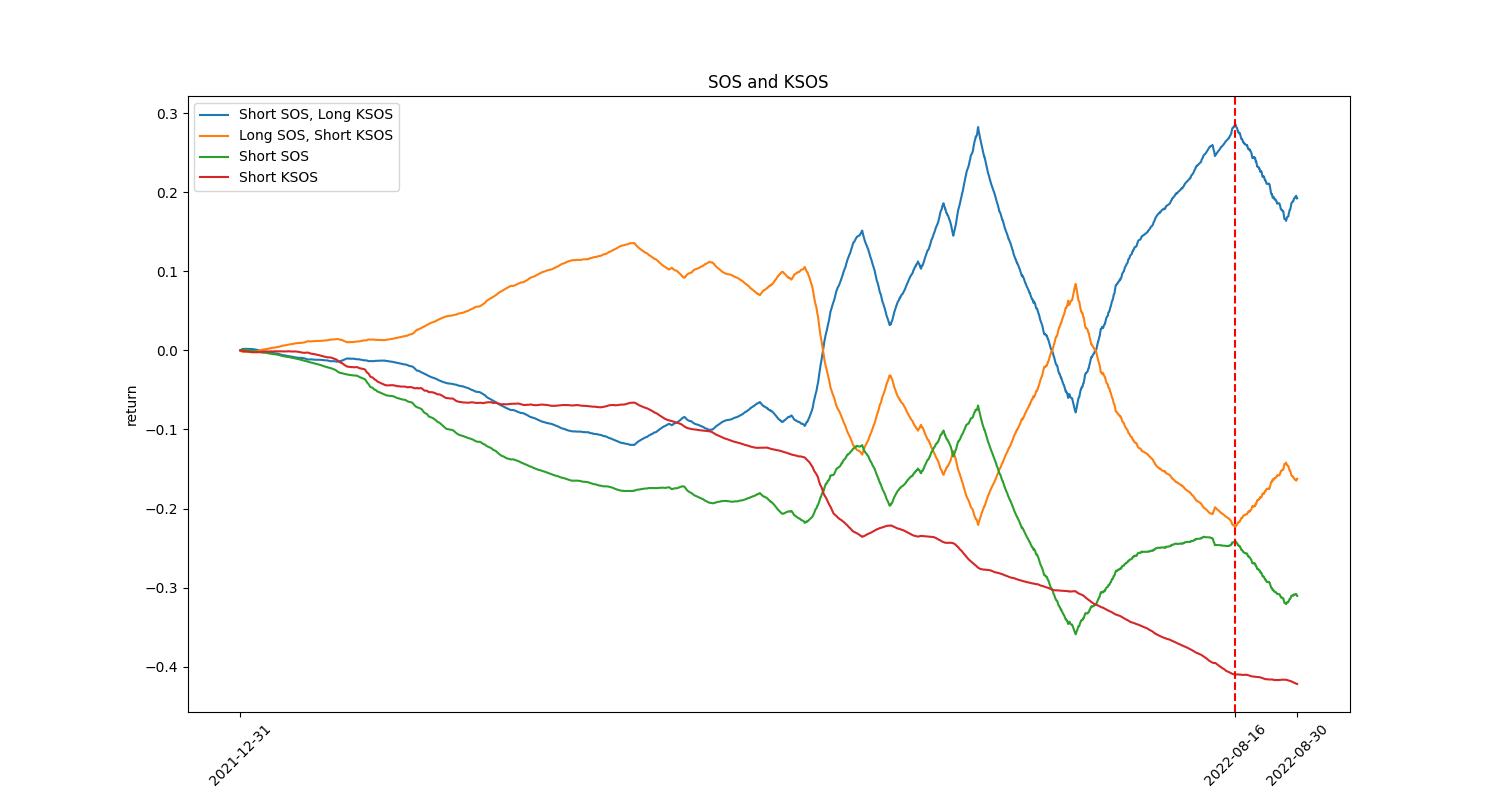 SOS and KSOS
Short SOS, Long KSOS
Long SOS, Short KSOS
Short SOS
Short KSOS
return
0.3
0.2
0.1
0.0
−0.1
−0.2
−0.3
−0.4
2021-12-31
2022-08-16
2022-08-30